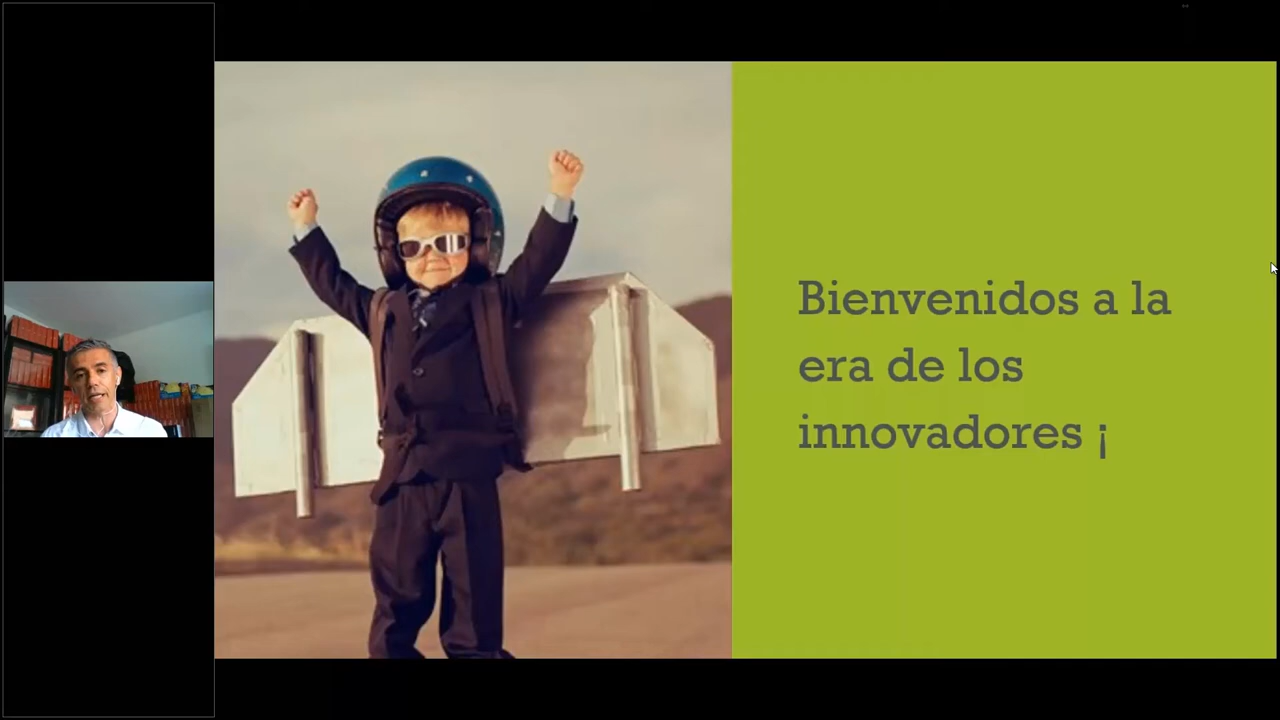 Bienvenidos a la
era de los
innovadores ¡